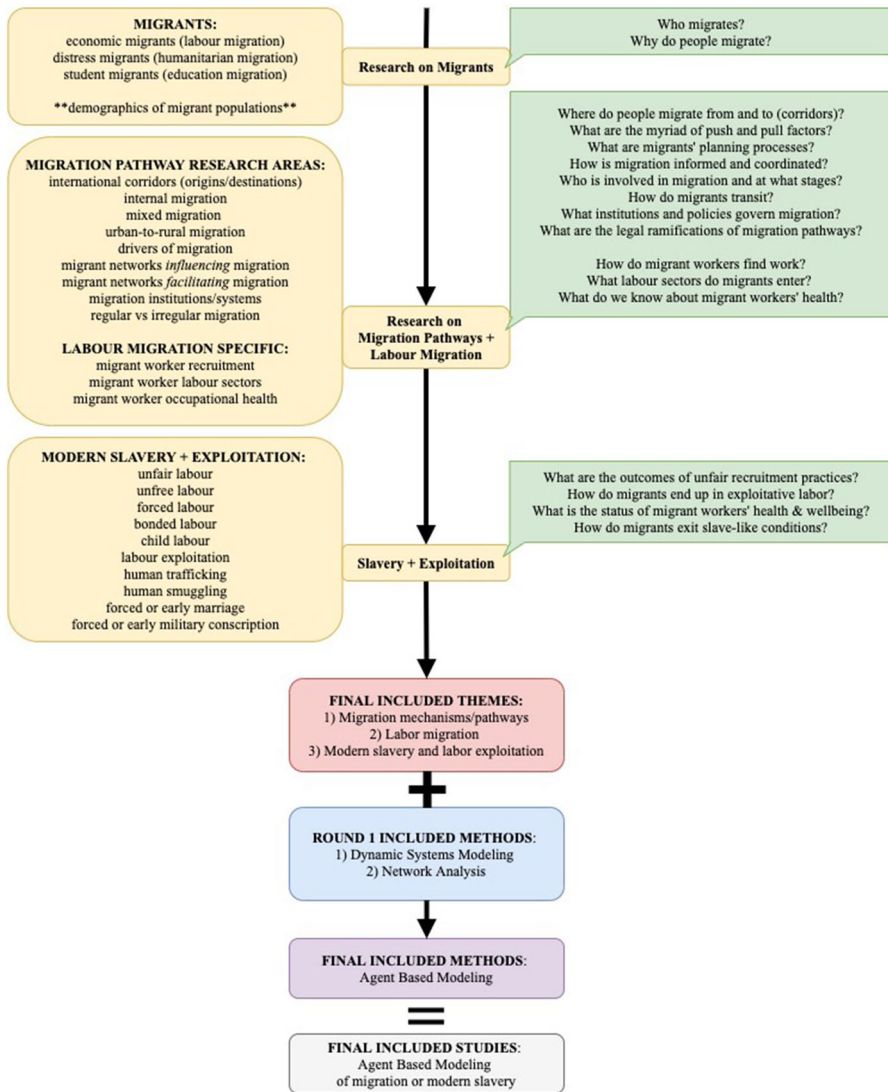 MIGRANTS:
economic migrants (labour migration)
distress migrants (humanitarian migration)
student migrants (education migration)
**demographics of migrant populations**
Research on Migrants
Who migrates?
Why do people migrate?
Where do people migrate from and to (corridors)?
What are the myriad of push and pull factors?
What are migrants' planning processes?
How is migration informed and coordinated?
Who is involved in migration and at what stages?
How do migrants transit?
What institutions and policies govern migration?
What are the legal ramifications of migration pathways?
How do migrant workers find work?
What labour sectors do migrants enter?
What do we know about migrant workers' health?
MIGRATION PATHWAY RESEARCH AREAS:
international corridors (origins/destinations)
internal migration
mixed migration
urban-to-rural migration
drivers of migration
migrant networks influencing migration
migrant networks facilitating migration
migration institutions/systems
regular vs irregular migration
LABOUR MIGRATION SPECIFIC:
migrant worker recruitment
migrant worker labour sectors
migrant worker occupational health
Research on
Migration Pathways +
Labour Migration
MODERN SLAVERY + EXPLOITATION:
unfair labour
unfree labour
forced labour
bonded labour
child labour
labour exploitation
human trafficking
human smuggling
forced or early marriage
forced or early military conscription
Slavery + Exploitation
What are the outcomes of unfair recruitment practices?
How do migrants end up in exploitative labor?
What is the status of migrant workers' health & wellbeing?
How do migrants exit slave-like conditions?
FINAL INCLUDED THEMES:
1) Migration mechanisms/pathways
2) Labor migration
3) Modern slavery and labor exploitation
+
ROUND 1 INCLUDED METHODS:
1) Dynamic Systems Modeling
2) Network Analysis
FINAL INCLUDED METHODS:
Agent Based Modeling
=
FINAL INCLUDED STUDIES:
Agent Based Modeling
of migration or modern slavery